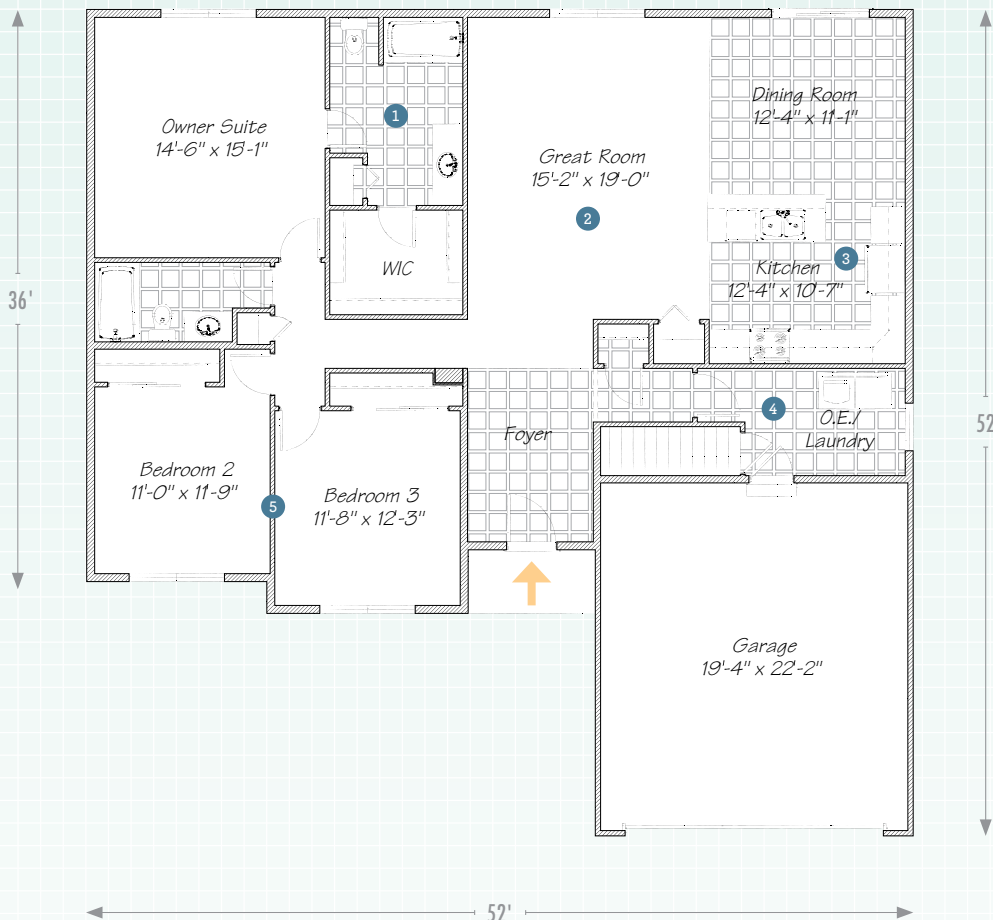 Owner Suite
14'-6" x 15'-1"
1
Great Room
15'-2" x 19'-0"
2
Dining Room
12'-4" x 11'-1"
3
Kitchen
12'-4" x 10'-7"
WIC
36'
52'
4
O.E./
Laundry
Foyer
Bedroom 2
11'-0" x 11'-9"
5
Bedroom 3
11'-8" x 12'-3"
Garage
19'-4" x 22'-2"
52'